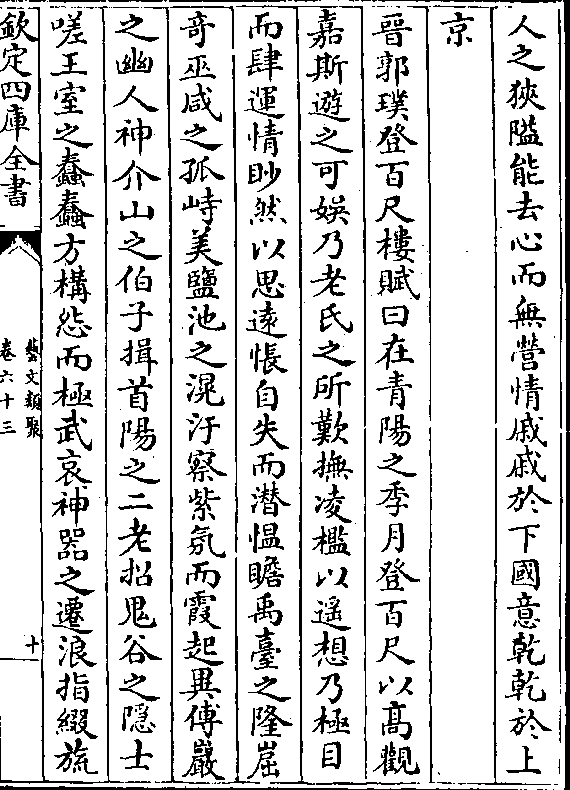 人之狹隘能去心而無營情戚戚於下國意乾乾於上
京
晉郭璞登百尺樓賦曰在青陽之季月登百尺以髙觀
嘉斯遊之可娛乃老氏之所歎撫凌檻以遥想乃極目
而肆運情眇然以思遠悵自失而潜愠瞻禹臺之隆崫
竒巫咸之孤峙美鹽池之滉汙察紫氛而霞起異傅巖
之幽人神介山之伯子揖首陽之二老招鬼谷之隠士
嗟王室之蠢蠢方構怨而極武哀神器之遷浪指綴旒
欽定四庫全書
藝文類聚
卷六十三
十